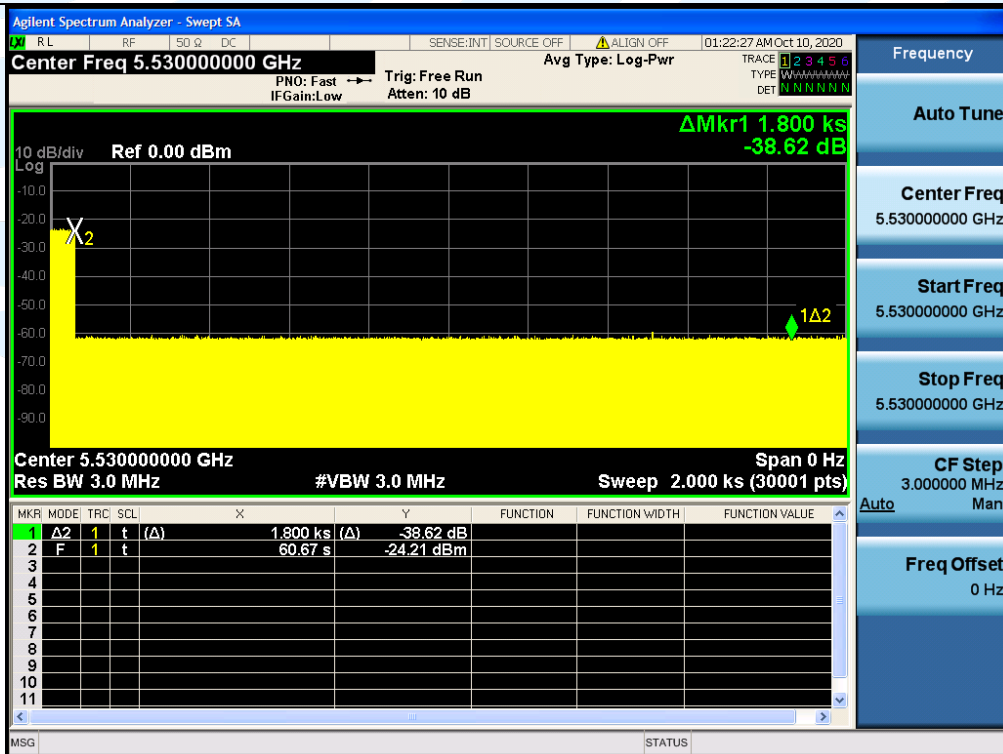 Agilent Spectrum Analyzer - Swept SA
LXI RL RF 50 Ω DC SENSE:INT SOURCE OFF ALIGN OFF 01:22:27 AM Oct 10, 2020
Center Freq 5.530000000 GHz
PNO: Fast
IFGain:Low
Trig: Free Run
Atten: 10 dB
Avg Type: Log-Pwr
TRACE 1 2 3 4 5 6
TYPE
DET N N N N N N
ΔMkr1 1.800 ks
-38.62 dB
10 dB/div Ref 0.00 dBm
Log
-10.0
-20.0
-30.0
-40.0
-50.0
-60.0
-70.0
-80.0
-90.0
X2
1Δ2
Center 5.530000000 GHz Span 0 Hz
Res BW 3.0 MHz #VBW 3.0 MHz Sweep 2.000 ks (30001 pts)
MKR MODE TRC SCL X Y FUNCTION FUNCTION WIDTH FUNCTION VALUE
1 Δ2 1 t (Δ) 1.800 ks (Δ) -38.62 dB
2 F 1 t 60.67 s -24.21 dBm
3
4
5
6
7
8
9
10
11
MSG STATUS
Frequency
Auto Tune
Center Freq
5.530000000 GHz
Start Freq
5.530000000 GHz
Stop Freq
5.530000000 GHz
CF Step
3.000000 MHz
Auto Man
Freq Offset
0 Hz